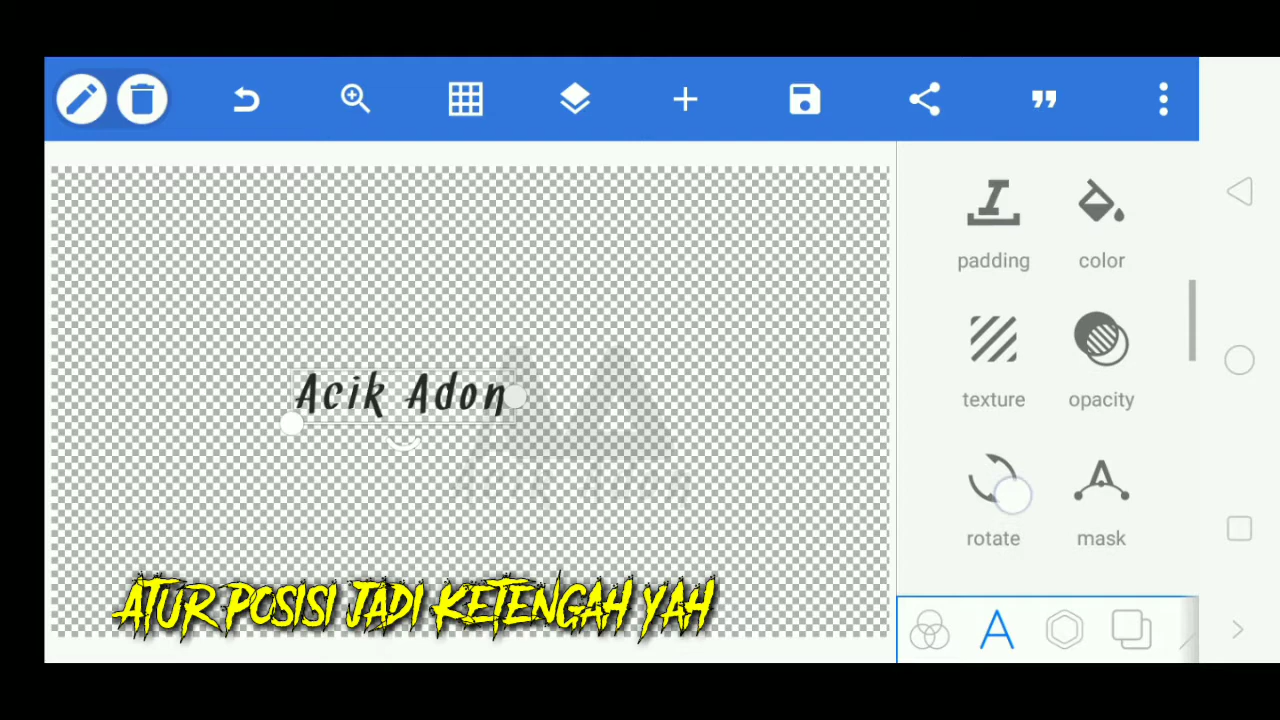 padding
color
Acik Adon
texture
opacity
rotate
mask
ATUR POSISI JADI KETENGAH YAH